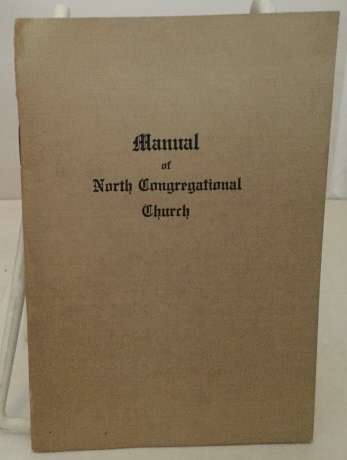 Manual
of
North Congregational
Church